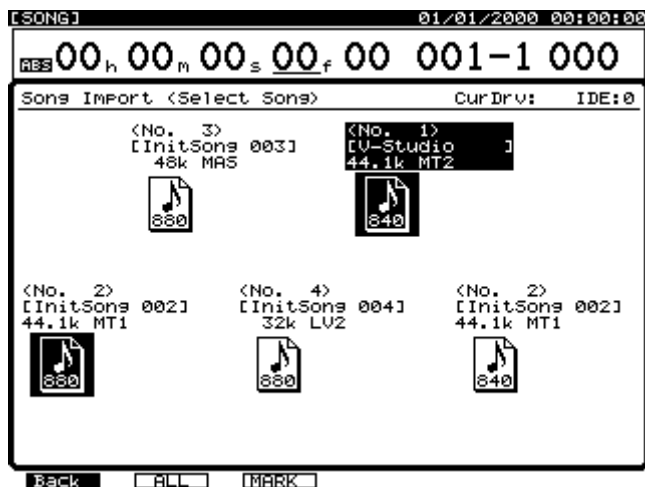 [SONG] 01/01/2000 00:00:00
ABS 00h 00m 00s 00f 00 001-1 000
Song Import (Select Song) CurDrv: IDE:0
(No. 3)
[InitSong 003]
48k MAS
880
(No. 1)
[V-Studio ]
44.1k MT2
840
(No. 2)
[InitSong 002]
44.1k MT1
880
(No. 4)
[InitSong 004]
32k LV2
880
(No. 2)
[InitSong 002]
44.1k MT1
840
Back ALL MARK